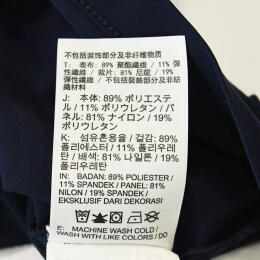 不包括装飾部分及非纖維物质
T: 表布: 89% 聚酯纖維 / 11% 彈
性纖維 / 裁片: 81% 尼龍 / 19%
彈性纖維 / 不包括裝飾部分及非紡
織材料
J: 本体: 89% ポリエステ
ル / 11% ポリウレタン / パ
ネル: 81% ナイロン / 19%
ポリウレタン
K: 섬유혼용율: 겉감: 89%
폴리에스터 / 11% 폴리우레
탄 / 배색: 81% 나일론 / 19%
폴리우레탄
IN: BADAN: 89% POLIESTER /
11% SPANDEK / PANEL: 81%
NILON / 19% SPANDEK /
EKSKLUSIF DARI DEKORASI
E: MACHINE WASH COLD /
WASH WITH LIKE COLORS / DO